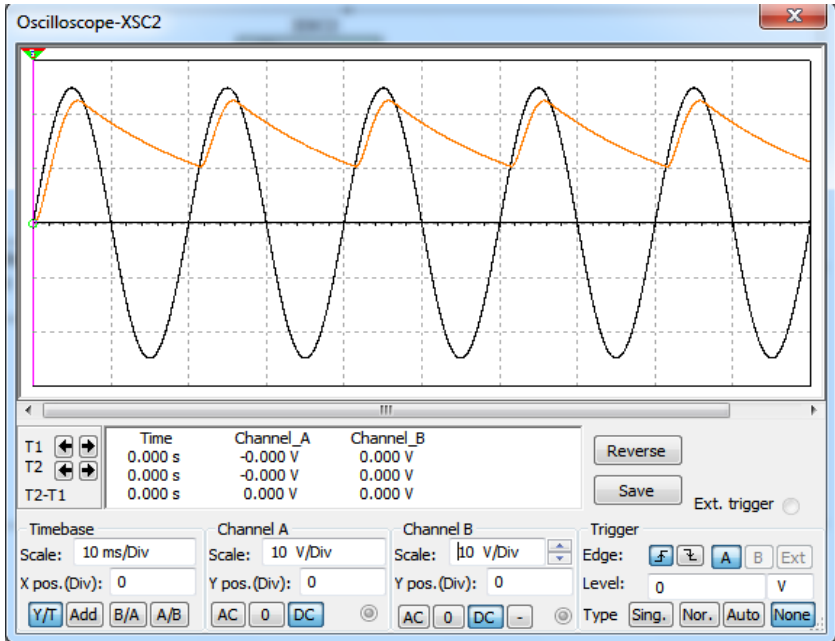 Oscilloscope-XSC2
T1
T2
T2-T1
Time Channel_A Channel_B
0.000 s -0.000 V 0.000 V
0.000 s -0.000 V 0.000 V
0.000 s 0.000 V 0.000 V
Reverse
Save
Ext. trigger
Timebase
Scale: 10 ms/Div
X pos.(Div): 0
Y/T Add B/A A/B
Channel A
Scale: 10 V/Div
Y pos.(Div): 0
AC 0 DC
Channel B
Scale: 10 V/Div
Y pos.(Div): 0
AC 0 DC -
Trigger
Edge: A B Ext
Level: 0 V
Type Sing. Nor. Auto None